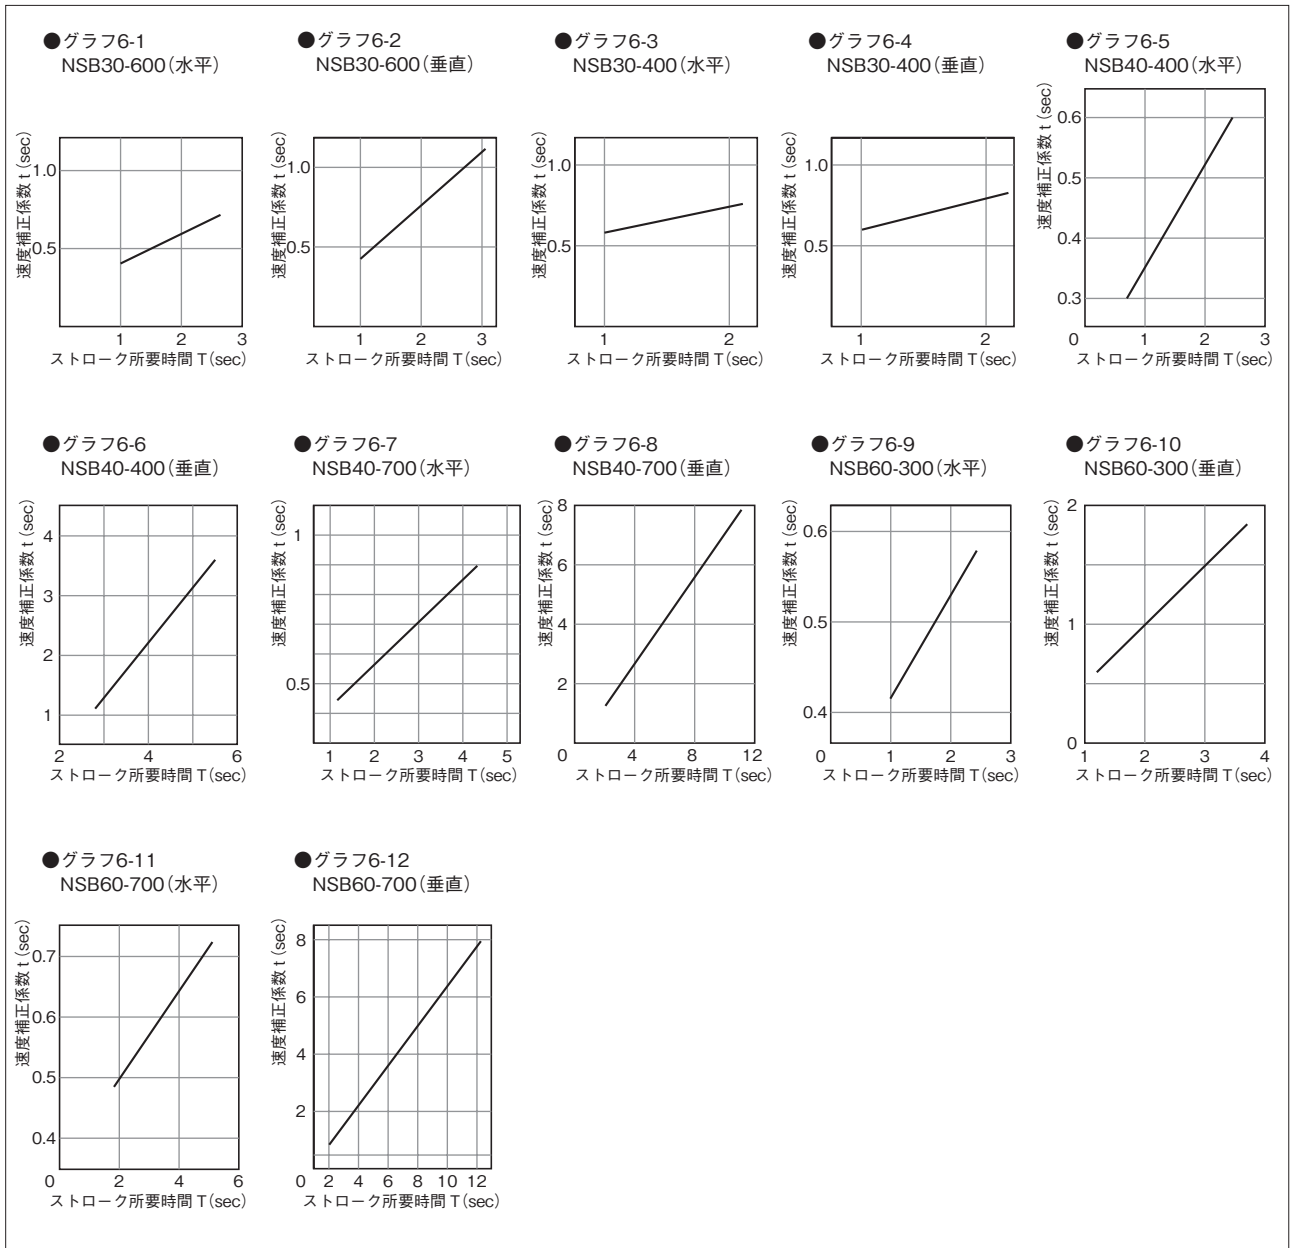 ●グラフ6-1
NSB30-600(水平)
速度補正係数 t (sec)
1.0
0.5
1 2 3
ストローク所要時間 T(sec)
●グラフ6-2
NSB30-600(垂直)
速度補正係数 t (sec)
1.0
0.5
1 2 3
ストローク所要時間 T(sec)
●グラフ6-3
NSB30-400(水平)
速度補正係数 t (sec)
1.0
0.5
1 2
ストローク所要時間 T(sec)
●グラフ6-4
NSB30-400(垂直)
速度補正係数 t (sec)
1.0
0.5
1 2
ストローク所要時間 T(sec)
●グラフ6-5
NSB40-400(水平)
速度補正係数 t (sec)
0.6
0.5
0.4
0.3
0 1 2 3
ストローク所要時間 T(sec)
●グラフ6-6
NSB40-400(垂直)
速度補正係数 t (sec)
4
3
2
1
2 4 6
ストローク所要時間 T(sec)
●グラフ6-7
NSB40-700(水平)
速度補正係数 t (sec)
1
0.5
1 2 3 4 5
ストローク所要時間 T(sec)
●グラフ6-8
NSB40-700(垂直)
速度補正係数 t (sec)
8
6
4
2
0 4 8 12
ストローク所要時間 T(sec)
●グラフ6-9
NSB60-300(水平)
速度補正係数 t (sec)
0.6
0.5
0.4
0 1 2 3
ストローク所要時間 T(sec)
●グラフ6-10
NSB60-300(垂直)
速度補正係数 t (sec)
2
1
0
1 2 3 4
ストローク所要時間 T(sec)
●グラフ6-11
NSB60-700(水平)
速度補正係数 t (sec)
0.7
0.6
0.5
0.4
0 2 4 6
ストローク所要時間 T(sec)
●グラフ6-12
NSB60-700(垂直)
速度補正係数 t (sec)
8
6
4
2
0 2 4 6 8 10 12
ストローク所要時間 T(sec)